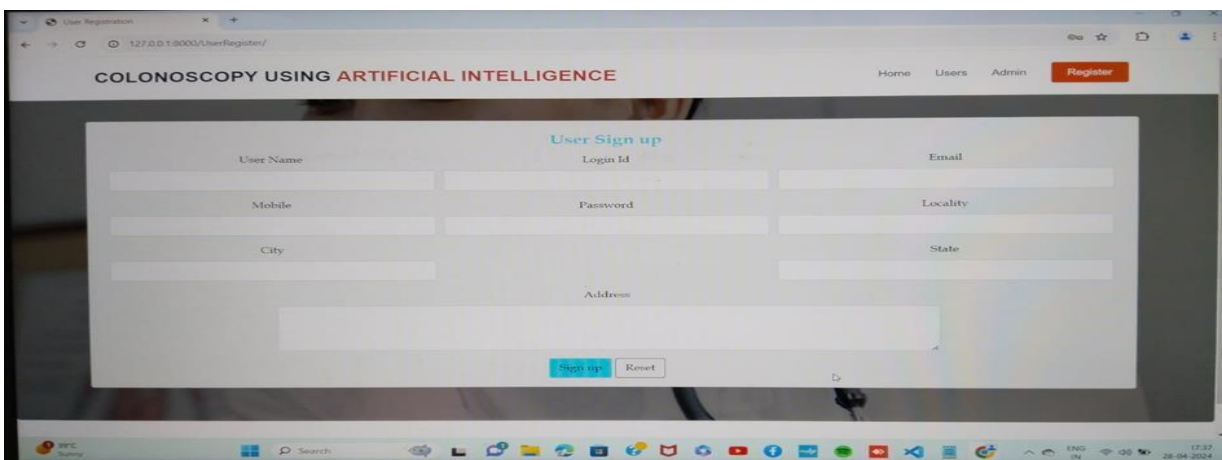 User Registration
127.0.0.1:8000/UserRegister/
COLONOSCOPY USING ARTIFICIAL INTELLIGENCE
Home Users Admin Register
User Sign up
User Name Login Id Email
Mobile Password Locality
City State
Address
Sign up Reset
Sunny
Search
ENG
IN
17:37
28-04-2024